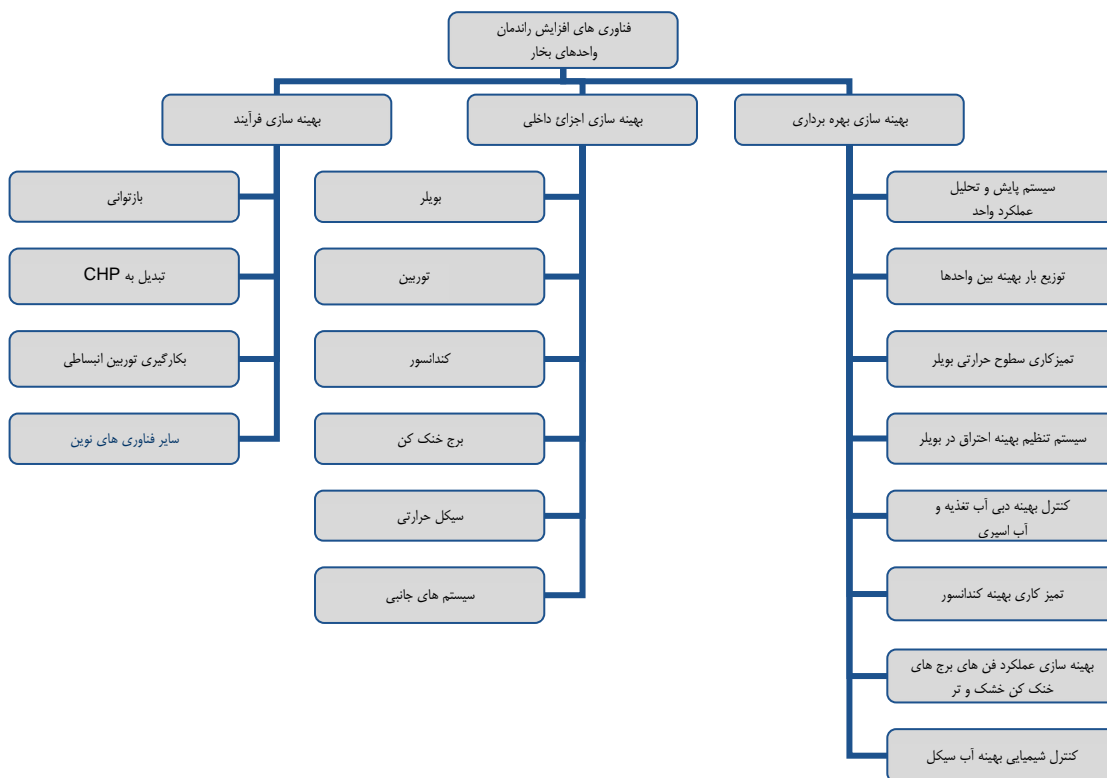 فناوری های افزایش راندمان
واحدهای بخار
بهینه سازی بهره برداری
بهینه سازی اجزائ داخلی
بهینه سازی فرآیند
سیستم پایش و تحلیل
عملکرد واحد
توزیع بار بهینه بین واحدها
تمیزکاری سطوح حرارتی بویلر
سیستم تنظیم بهینه احتراق در بویلر
کنترل بهینه دبی آب تغذیه و
آب اسپری
تمیز کاری بهینه کندانسور
بهینه سازی عملکرد فن های برج های
خنک کن خشک و تر
کنترل شیمیایی بهینه آب سیکل
بویلر
توربین
کندانسور
برج خنک کن
سیکل حرارتی
سیستم های جانبی
بازتوانی
تبدیل به CHP
بکارگیری توربین انبساطی
سایر فناوری های نوین